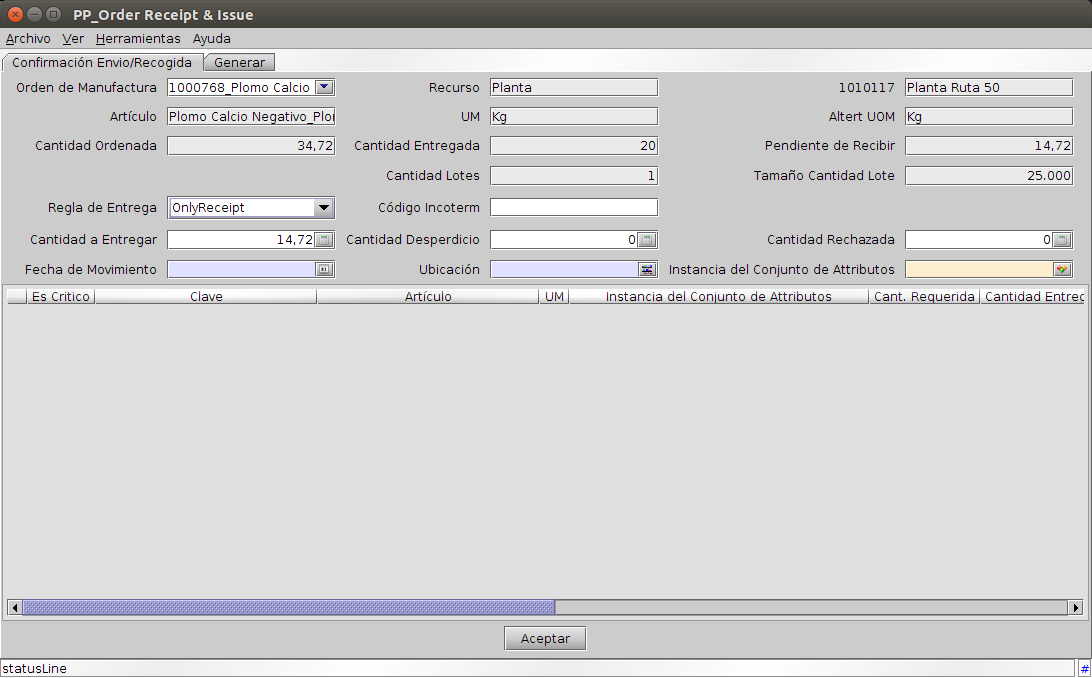 PP_Order Receipt & Issue
Archivo Ver Herramientas Ayuda
Confirmación Envio/Recogida Generar
Orden de Manufactura 1000768_Plomo Calcio Recurso Planta 1010117 Planta Ruta 50
Artículo Plomo Calcio Negativo_Plo UM Kg Altert UOM Kg
Cantidad Ordenada 34,72 Cantidad Entregada 20 Pendiente de Recibir 14,72
Cantidad Lotes 1 Tamaño Cantidad Lote 25.000
Regla de Entrega OnlyReceipt Código Incoterm
Cantidad a Entregar 14,72 Cantidad Desperdicio 0 Cantidad Rechazada 0
Fecha de Movimiento Ubicación Instancia del Conjunto de Attributos
Es Critico Clave Artículo UM Instancia del Conjunto de Attributos Cant. Requerida Cantidad Entreg
Aceptar
statusLine #